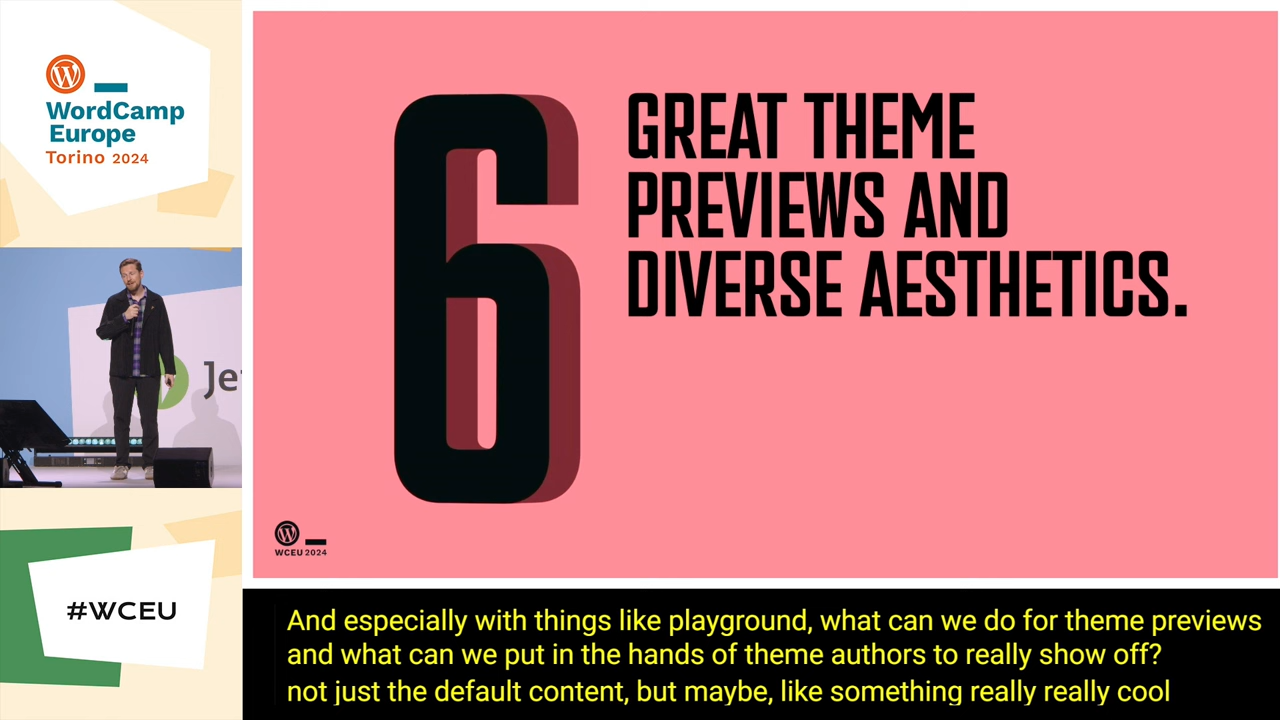 WordCamp
Europe
Torino 2024
6
GREAT THEME
PREVIEWS AND
DIVERSE AESTHETICS.
Je
WCEU 2024
#WCEU
And especially with things like playground, what can we do for theme previews
and what can we put in the hands of theme authors to really show off?
not just the default content, but maybe, like something really really cool